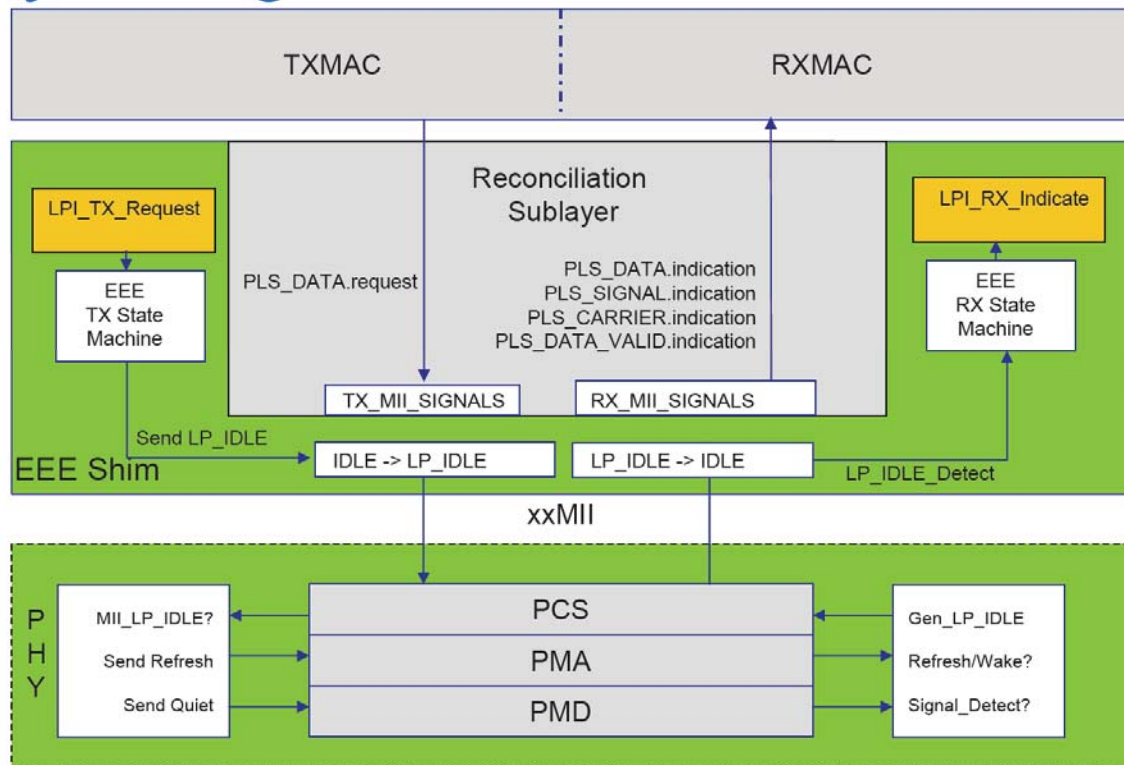 TXMAC
RXMAC
Reconciliation
Sublayer
LPI_TX_Request
LPI_RX_Indicate
EEE
TX State
Machine
PLS_DATA.request
PLS_DATA.indication
PLS_SIGNAL.indication
PLS_CARRIER.indication
PLS_DATA_VALID.indication
EEE
RX State
Machine
TX_MII_SIGNALS
RX_MII_SIGNALS
Send LP_IDLE
IDLE -> LP_IDLE
LP_IDLE -> IDLE
LP_IDLE_Detect
EEE Shim
xxMII
PHY
MII_LP_IDLE?
Send Refresh
Send Quiet
PCS
PMA
PMD
Gen_LP_IDLE
Refresh/Wake?
Signal_Detect?